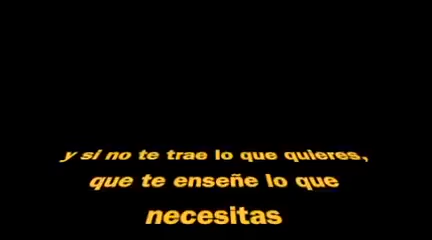 y si no te trae lo que quieres,
que te enseñe lo que
necesitas